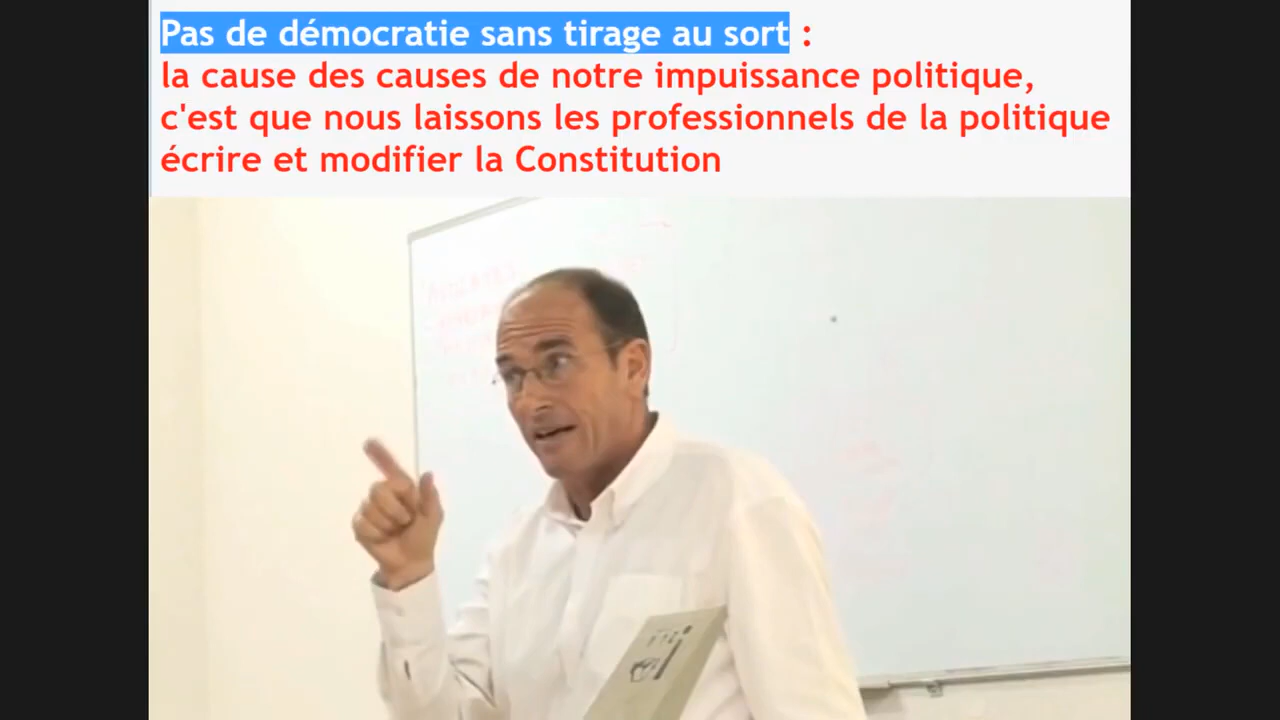 Pas de démocratie sans tirage au sort :
la cause des causes de notre impuissance politique,
c'est que nous laissons les professionnels de la politique
écrire et modifier la Constitution